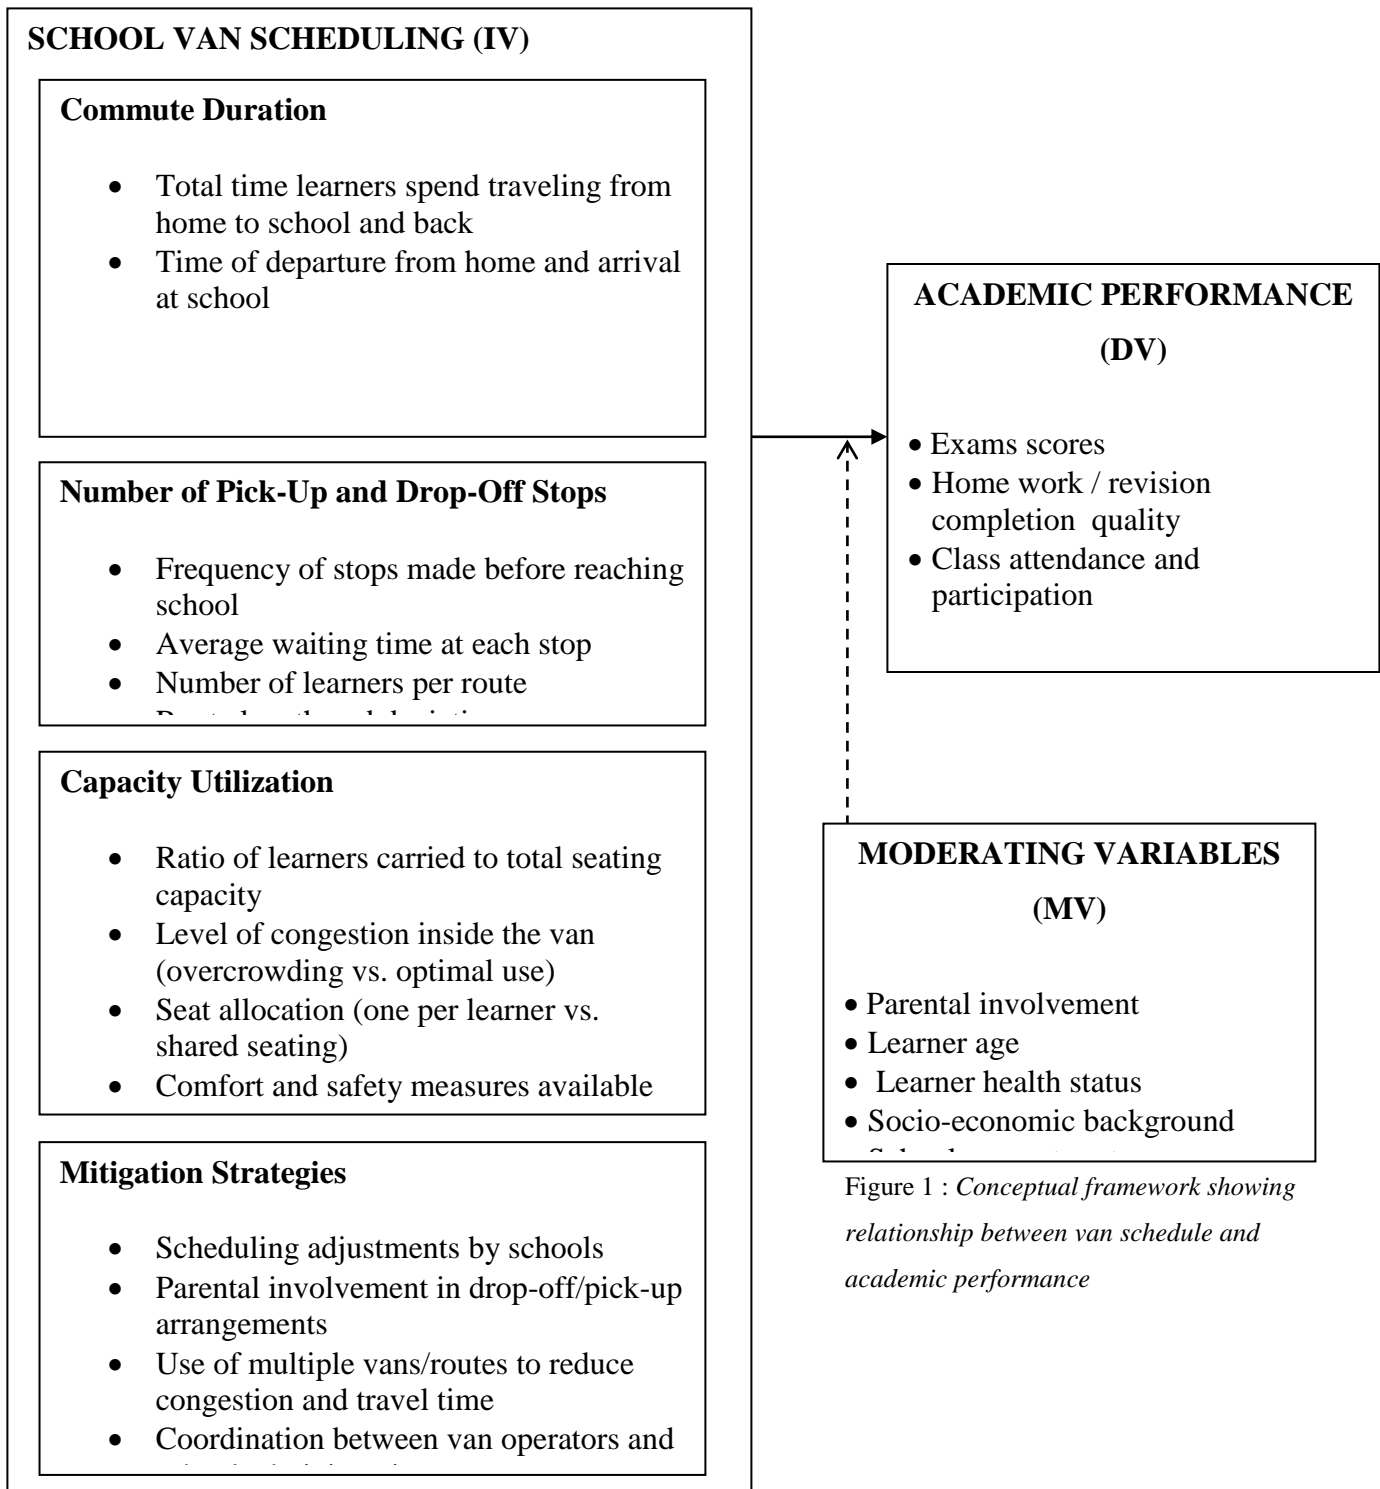 SCHOOL VAN SCHEDULING (IV)
Commute Duration
• Total time learners spend traveling from
home to school and back
• Time of departure from home and arrival
at school
Number of Pick-Up and Drop-Off Stops
• Frequency of stops made before reaching
school
• Average waiting time at each stop
• Number of learners per route
Capacity Utilization
• Ratio of learners carried to total seating
capacity
• Level of congestion inside the van
(overcrowding vs. optimal use)
• Seat allocation (one per learner vs.
shared seating)
• Comfort and safety measures available
Mitigation Strategies
• Scheduling adjustments by schools
• Parental involvement in drop-off/pick-up
arrangements
• Use of multiple vans/routes to reduce
congestion and travel time
• Coordination between van operators and
ACADEMIC PERFORMANCE
(DV)
• Exams scores
• Home work / revision
completion quality
• Class attendance and
participation
MODERATING VARIABLES
(MV)
• Parental involvement
• Learner age
• Learner health status
• Socio-economic background
Figure 1 : Conceptual framework showing
relationship between van schedule and
academic performance